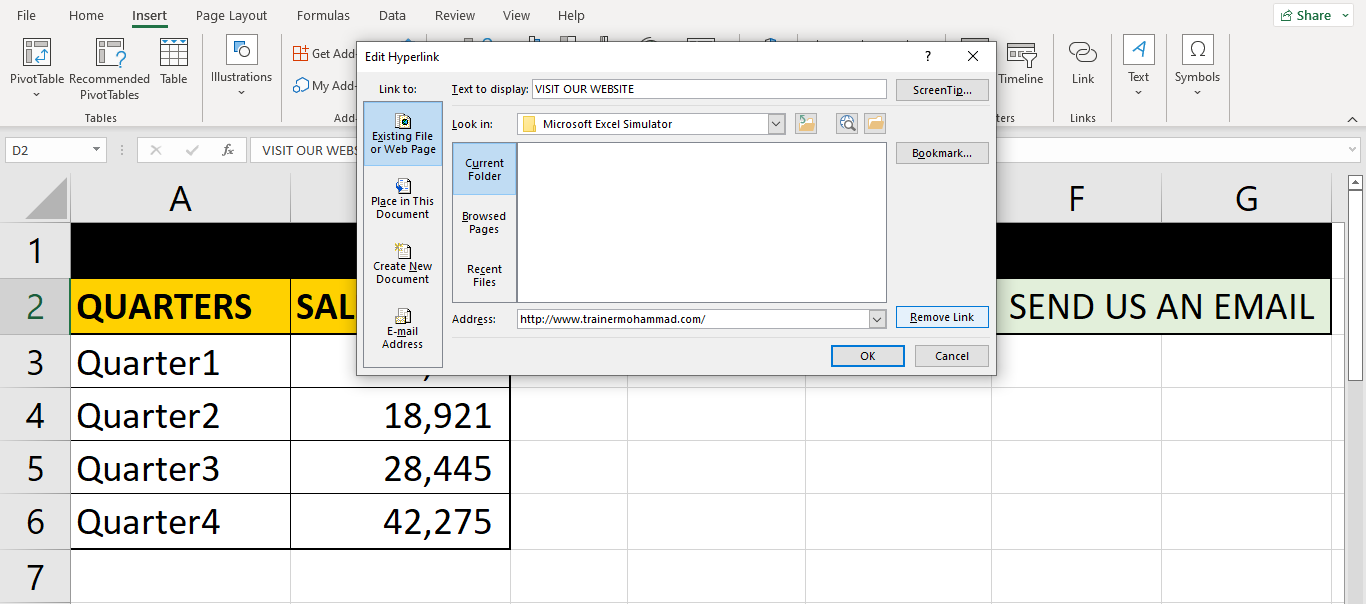 File Home Insert Page Layout Formulas Data Review View Help Share
PivotTable Recommended PivotTables Table Illustrations Get Add- My Add- Timeline Link Text Symbols
Tables Add- ters Links
Edit Hyperlink ?
Link to: Text to display: VISIT OUR WEBSITE ScreenTip...
Existing File or Web Page
Look in: Microsoft Excel Simulator
Bookmark...
Current Folder
Place in This Document
Browsed Pages
Create New Document
Recent Files
E-mail Address
Address: http://www.trainermohammad.com/ Remove Link
OK Cancel
D2 fx VISIT OUR WEBS
A F G
1
2 QUARTERS SAL SEND US AN EMAIL
3 Quarter1
4 Quarter2 18,921
5 Quarter3 28,445
6 Quarter4 42,275
7